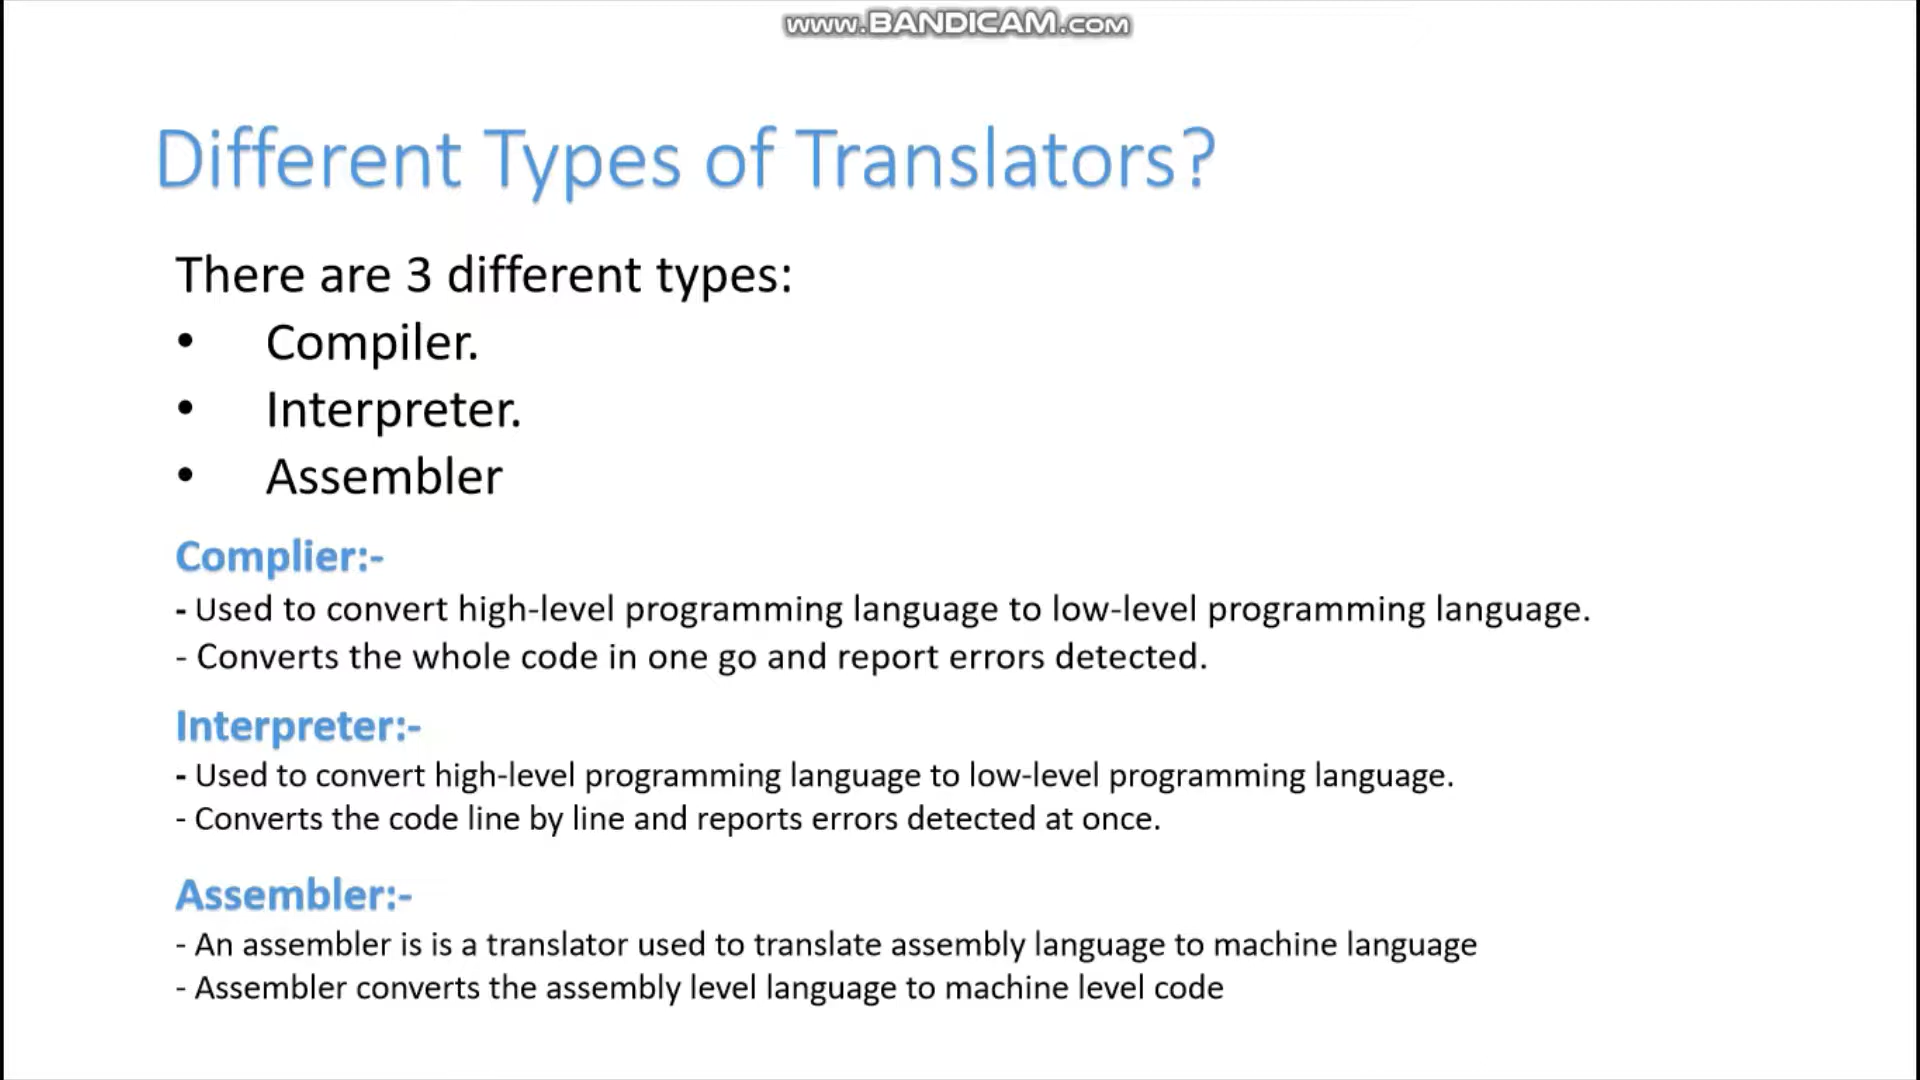 www.BANDICAM.com
Different Types of Translators?
There are 3 different types:
• Compiler.
• Interpreter.
• Assembler
Complier:-
- Used to convert high-level programming language to low-level programming language.
- Converts the whole code in one go and report errors detected.
Interpreter:-
- Used to convert high-level programming language to low-level programming language.
- Converts the code line by line and reports errors detected at once.
Assembler:-
- An assembler is is a translator used to translate assembly language to machine language
- Assembler converts the assembly level language to machine level code